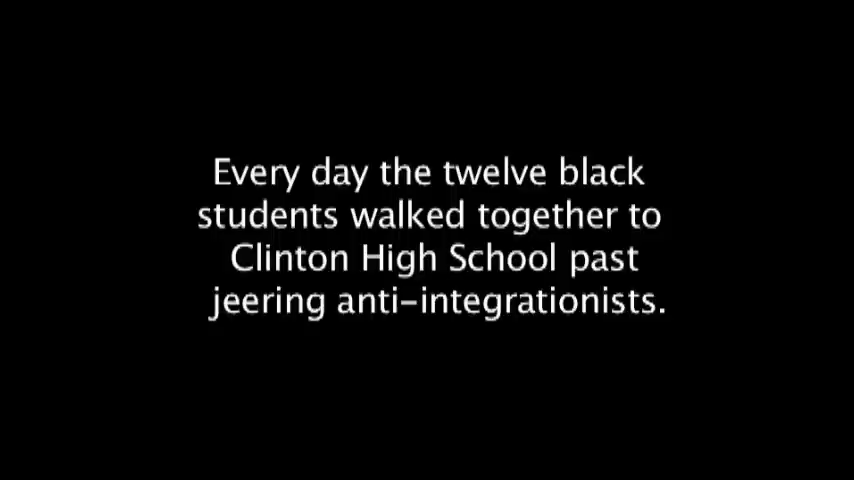 Every day the twelve black
students walked together to
Clinton High School past
jeering anti-integrationists.